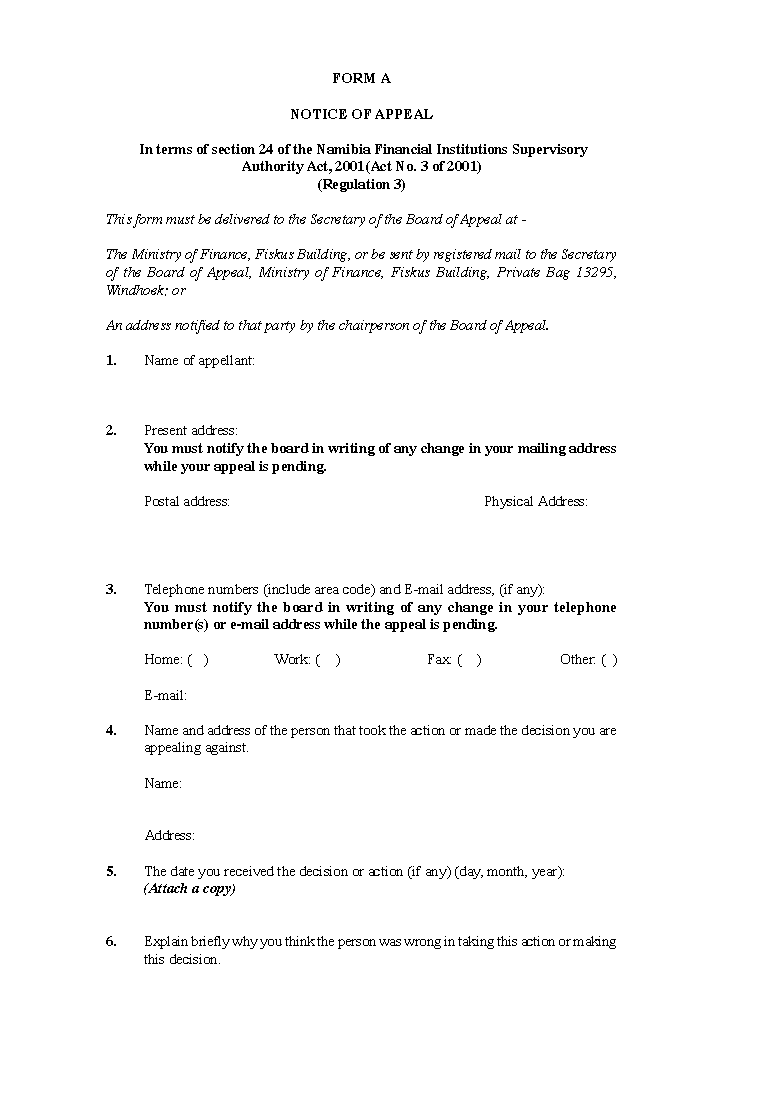 FORM A
NOTICE OF APPEAL
In terms of section 24 of the Namibia Financial Institutions Supervisory
Authority Act, 2001(Act No. 3 of 2001)
(Regulation 3)
This form must be delivered to the Secretary of the Board of Appeal at -
The Ministry of Finance, Fiskus Building, or be sent by registered mail to the Secretary
of the Board of Appeal, Ministry of Finance, Fiskus Building, Private Bag 13295,
Windhoek; or
An address notified to that party by the chairperson of the Board of Appeal.
1. Name of appellant:
2. Present address:
You must notify the board in writing of any change in your mailing address
while your appeal is pending.
Postal address: Physical Address:
3. Telephone numbers (include area code) and E-mail address, (if any):
You must notify the board in writing of any change in your telephone
number(s) or e-mail address while the appeal is pending.
Home: ( ) Work: ( ) Fax: ( ) Other: ( )
E-mail:
4. Name and address of the person that took the action or made the decision you are
appealing against.
Name:
Address:
5. The date you received the decision or action (if any) (day, month, year):
(Attach a copy)
6. Explain briefly why you think the person was wrong in taking this action or making
this decision.